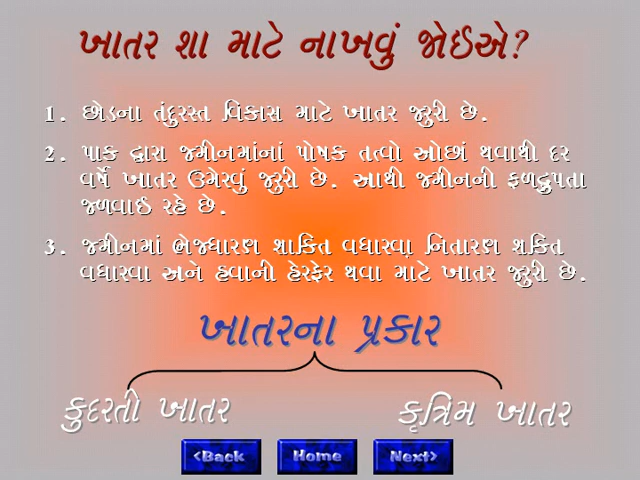 ખાતર શા માટે નાખવું જોઈએ?
1. છોડના તંદુરસ્ત વિકાસ માટે ખાતર જરુરી છે.
2. પાક દ્વારા જમીનમાંનાં પોષક તત્વો ઓછાં થવાથી દર
વર્ષે ખાતર ઉમેરવું જરુરી છે. આથી જમીનની ફળદ્રુપતા
જળવાઈ રહે છે.
3. જમીનમાં ભેજધારણ શાકિત વધારવા, નિતારણ શકિત
વધારવા અને હવાની હેરફેર થવા માટે ખાતર જરુરી છે.
ખાતરના પ્રકાર
કુદરતી ખાતર કૃત્રિમ ખાતર
<Back Home Next>